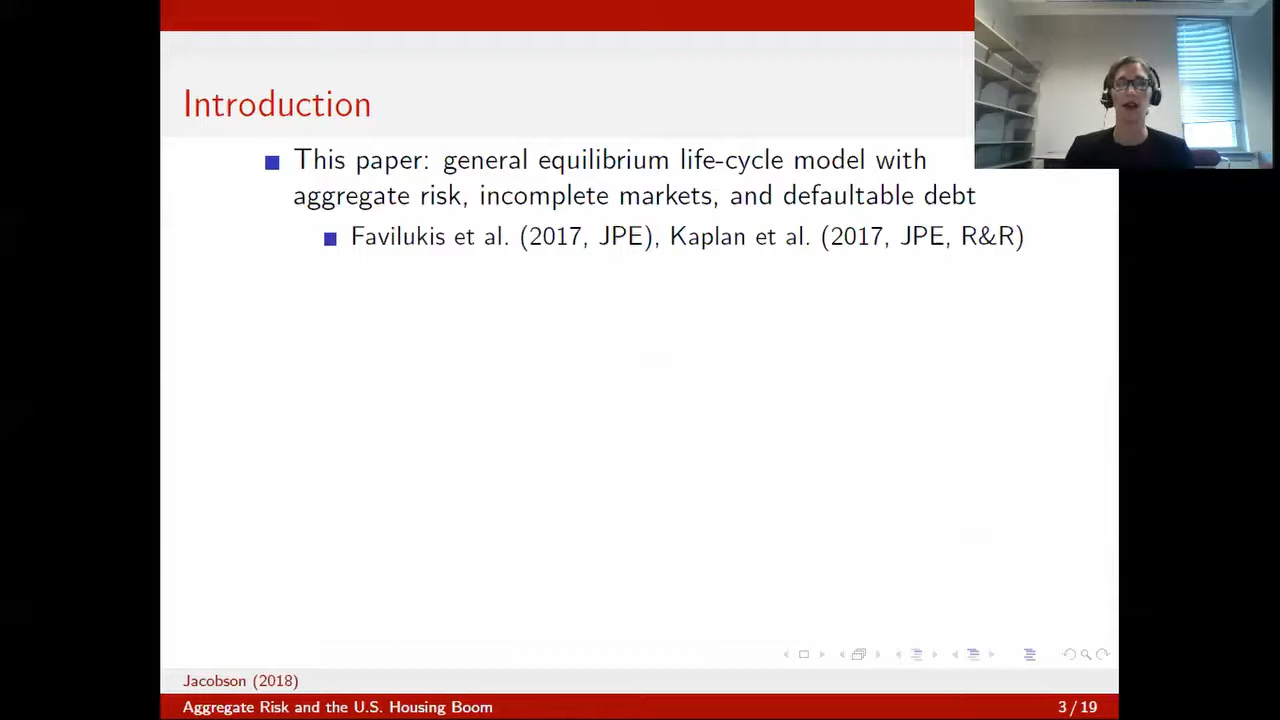 Introduction
This paper: general equilibrium life-cycle model with
aggregate risk, incomplete markets, and defaultable debt
Favilukis et al. (2017, JPE), Kaplan et al. (2017, JPE, R&R)
Jacobson (2018)
Aggregate Risk and the U.S. Housing Boom
3 / 19